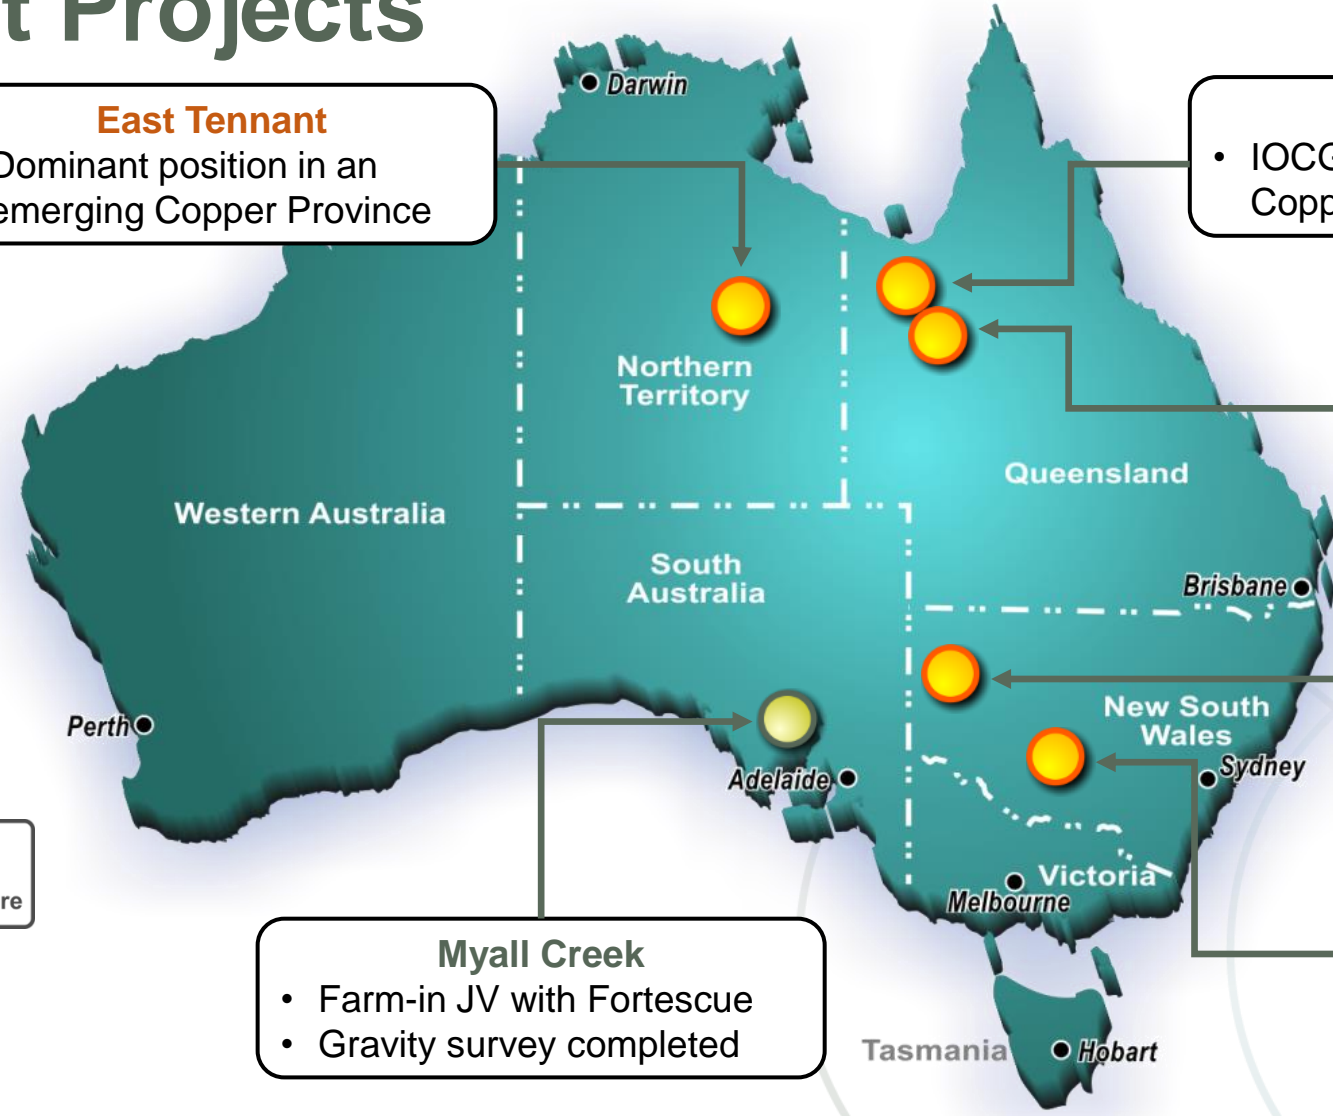 t Projects
East Tennant
Dominant position in an
emerging Copper Province
Darwin
• IOCG
Copp
Northern
Territory
Queensland
Western Australia
South
Australia
Brisbane
New South
Wales
Perth
Adelaide
Sydney
re
Victoria
Melbourne
Myall Creek
• Farm-in JV with Fortescue
• Gravity survey completed
Tasmania
Hobart